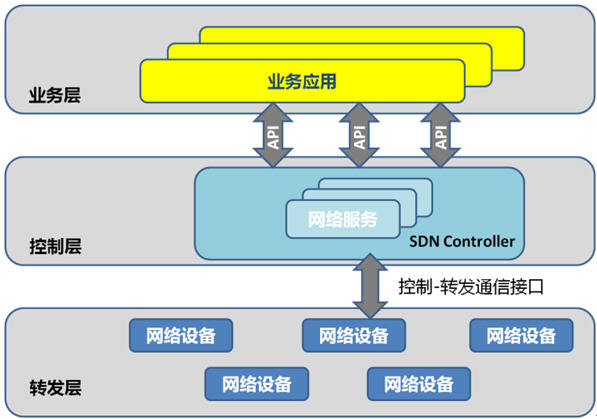 业务应用
业务层
API API API
网络服务
SDN Controller
控制层
控制-转发通信接口
网络设备 网络设备 网络设备
网络设备 网络设备
转发层